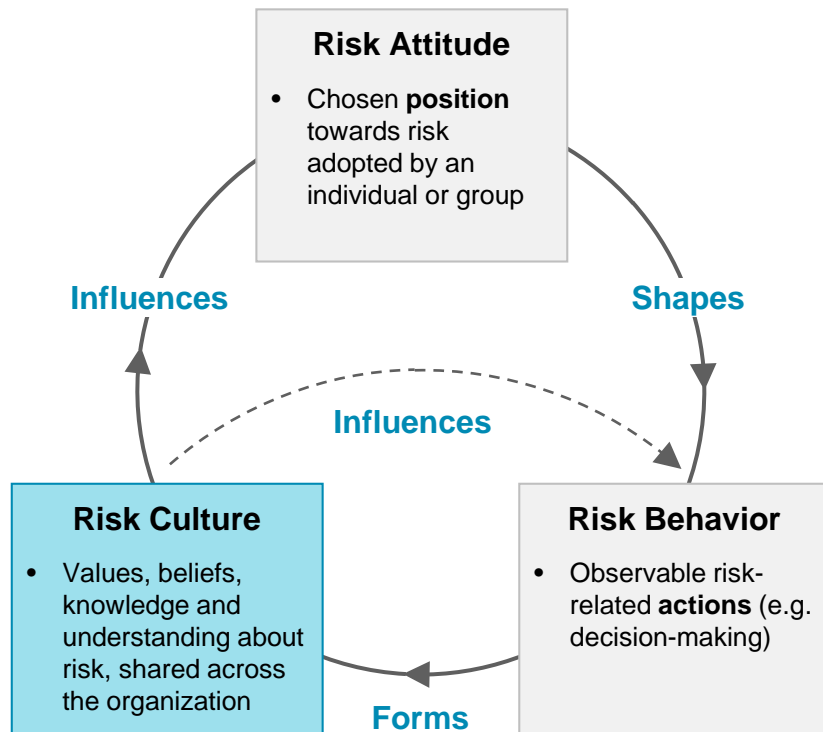 Risk Attitude
• Chosen position
towards risk
adopted by an
individual or group
Influences
Shapes
Influences
Risk Culture
• Values, beliefs,
knowledge and
understanding about
risk, shared across
the organization
Risk Behavior
• Observable risk-
related actions (e.g.
decision-making)
Forms